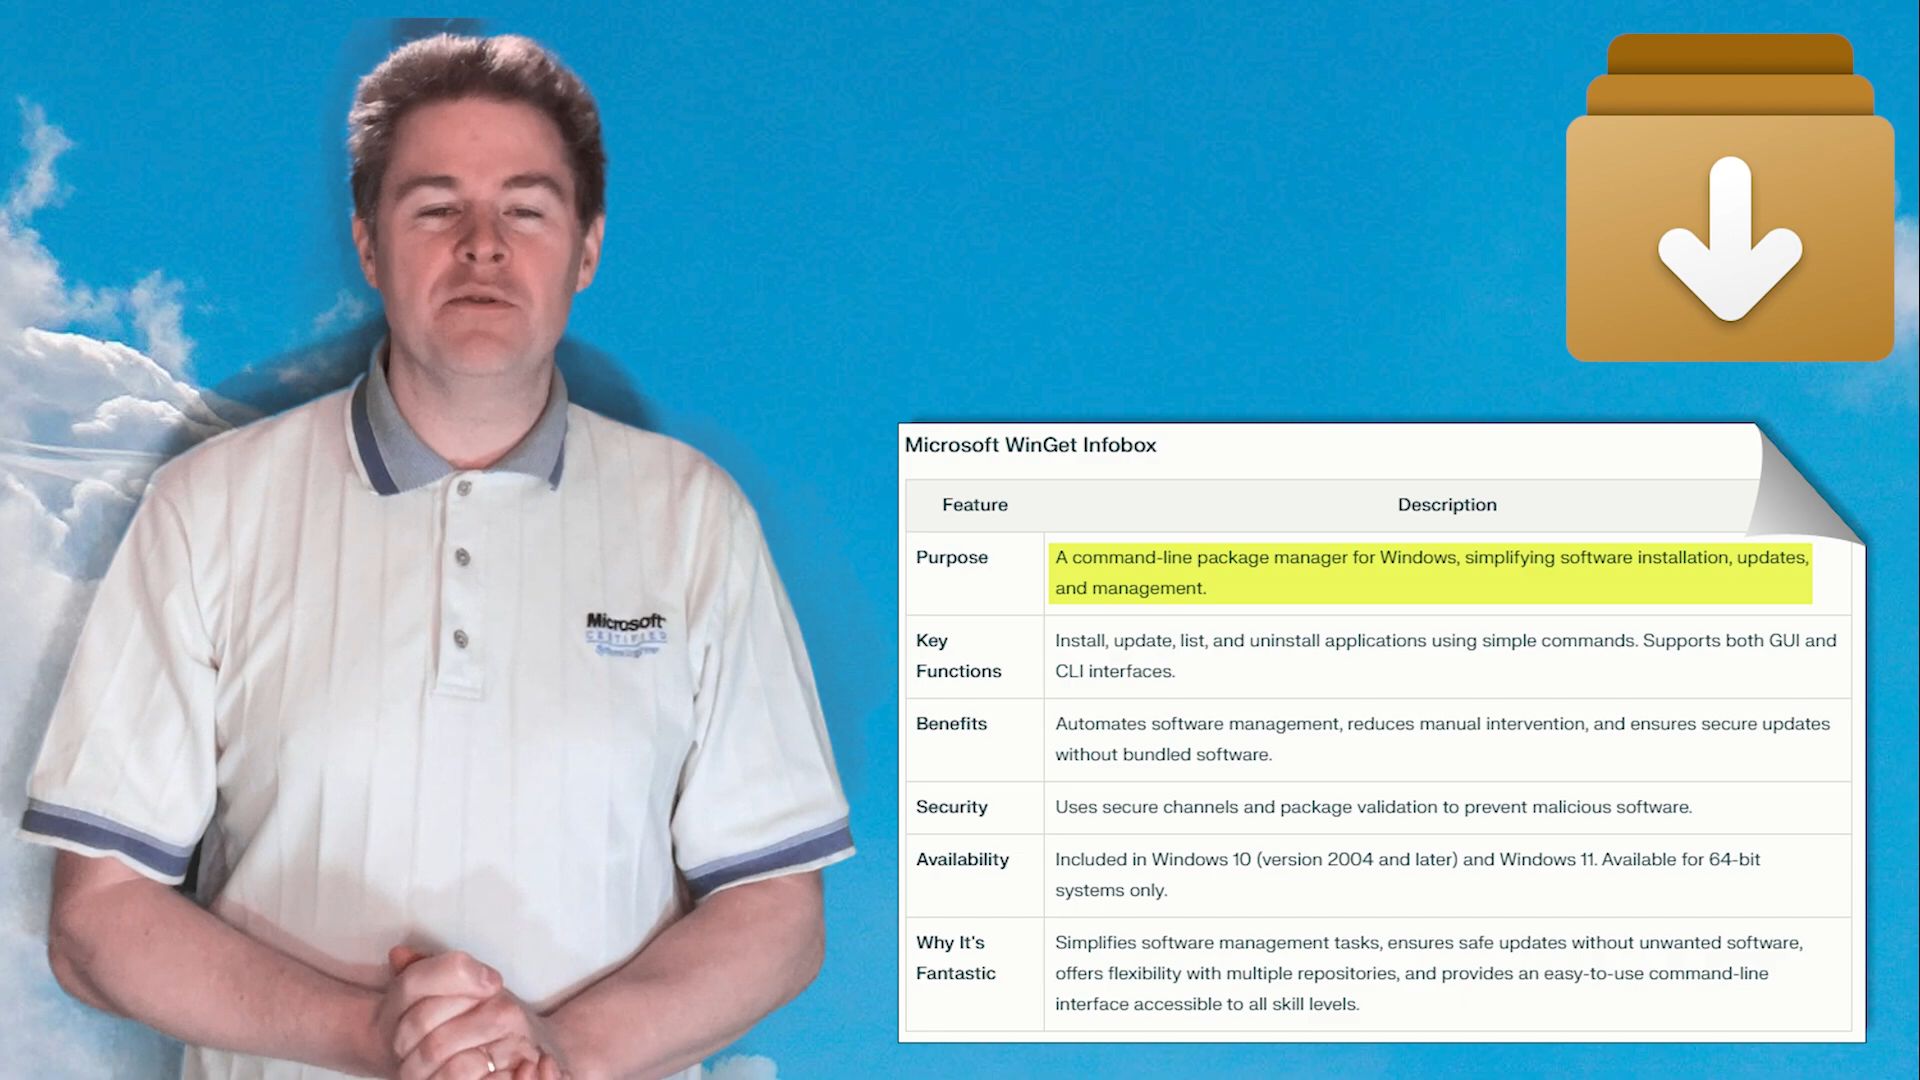 Microsoft
CERTIFIED
Systems Engineer
Microsoft WinGet Infobox
Feature Description
Purpose A command-line package manager for Windows, simplifying software installation, updates,
and management.
Key Install, update, list, and uninstall applications using simple commands. Supports both GUI and
Functions CLI interfaces.
Benefits Automates software management, reduces manual intervention, and ensures secure updates
without bundled software.
Security Uses secure channels and package validation to prevent malicious software.
Availability Included in Windows 10 (version 2004 and later) and Windows 11. Available for 64-bit
systems only.
Why It's Simplifies software management tasks, ensures safe updates without unwanted software,
Fantastic offers flexibility with multiple repositories, and provides an easy-to-use command-line
interface accessible to all skill levels.